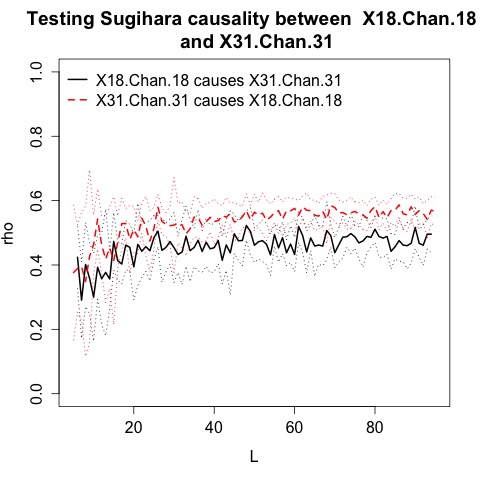 Testing Sugihara causality between X18.Chan.18
and X31.Chan.31
X18.Chan.18 causes X31.Chan.31
X31.Chan.31 causes X18.Chan.18
rho
1.0
0.8
0.6
0.4
0.2
0.0
20 40 60 80
L